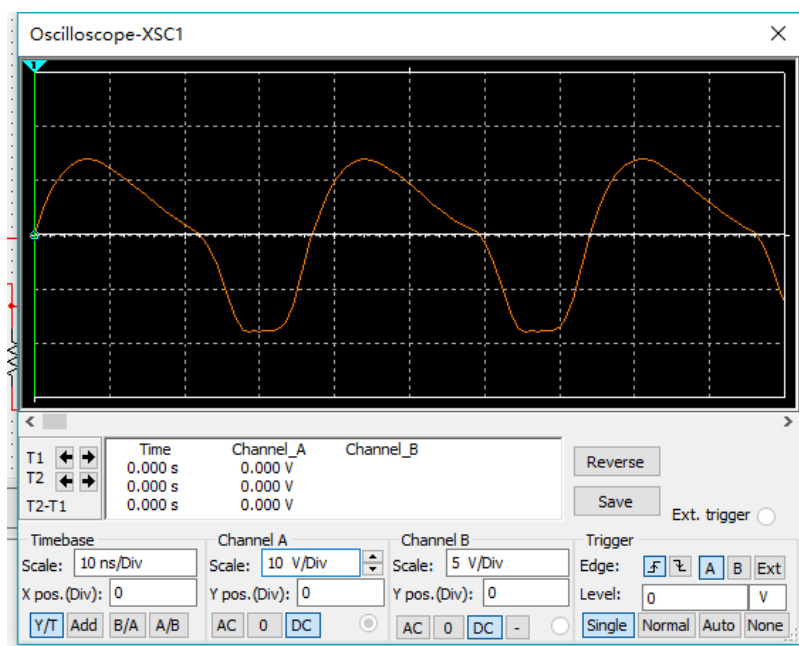 Oscilloscope-XSC1
1
T1
T2
T2-T1
Time Channel_A Channel_B
0.000 s 0.000 V
0.000 s 0.000 V
0.000 s 0.000 V
Reverse
Save
Ext. trigger
Timebase
Scale: 10 ns/Div
X pos.(Div): 0
Y/T Add B/A A/B
Channel A
Scale: 10 V/Div
Y pos.(Div): 0
AC 0 DC
Channel B
Scale: 5 V/Div
Y pos.(Div): 0
AC 0 DC -
Trigger
Edge: A B Ext
Level: 0 V
Single Normal Auto None